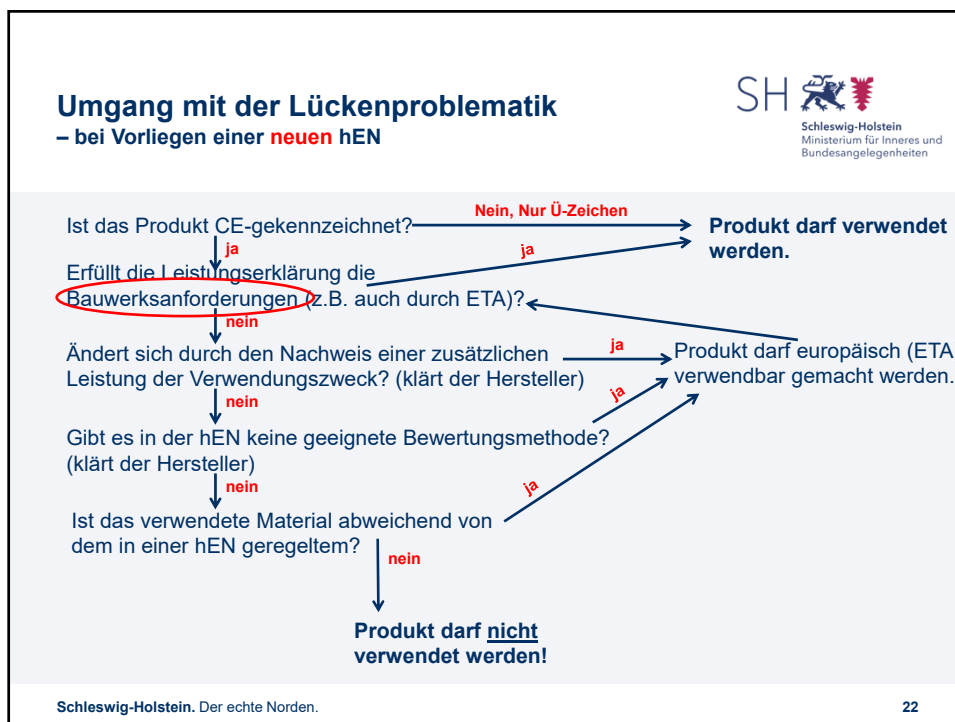 Umgang mit der Lückenproblematik
– bei Vorliegen einer neuen hEN
SH
Schleswig-Holstein
Ministerium für Inneres und
Bundesangelegenheiten
Ist das Produkt CE-gekennzeichnet?
Nein, Nur Ü-Zeichen
Produkt darf verwendet
werden.
ja
ja
Erfüllt die Leistungserklärung die
Bauwerksanforderungen (z.B. auch durch ETA)?
nein
Ändert sich durch den Nachweis einer zusätzlichen
Leistung der Verwendungszweck? (klärt der Hersteller)
ja
Produkt darf europäisch (ETA
verwendbar gemacht werden.
nein
ja
Gibt es in der hEN keine geeignete Bewertungsmethode?
(klärt der Hersteller)
nein
ja
Ist das verwendete Material abweichend von
dem in einer hEN geregeltem?
nein
Produkt darf nicht
verwendet werden!
Schleswig-Holstein. Der echte Norden.
22